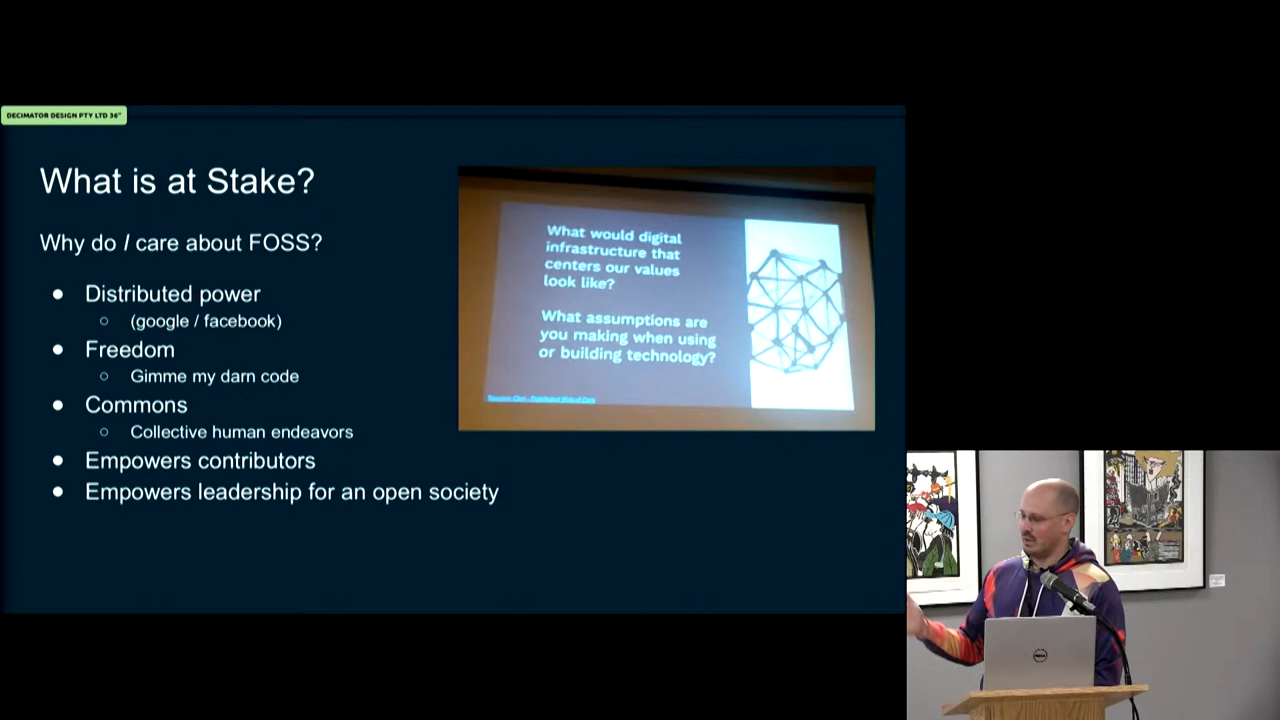 DECIMATOR DESIGN PTY LTD 36"
What is at Stake?
Why do I care about FOSS?
Distributed power
(google / facebook)
Freedom
Gimme my darn code
Commons
Collective human endeavors
Empowers contributors
Empowers leadership for an open society
What would digital
infrastructure that
centers our values
look like?
What assumptions are
you making when using
or building technology?
DELL